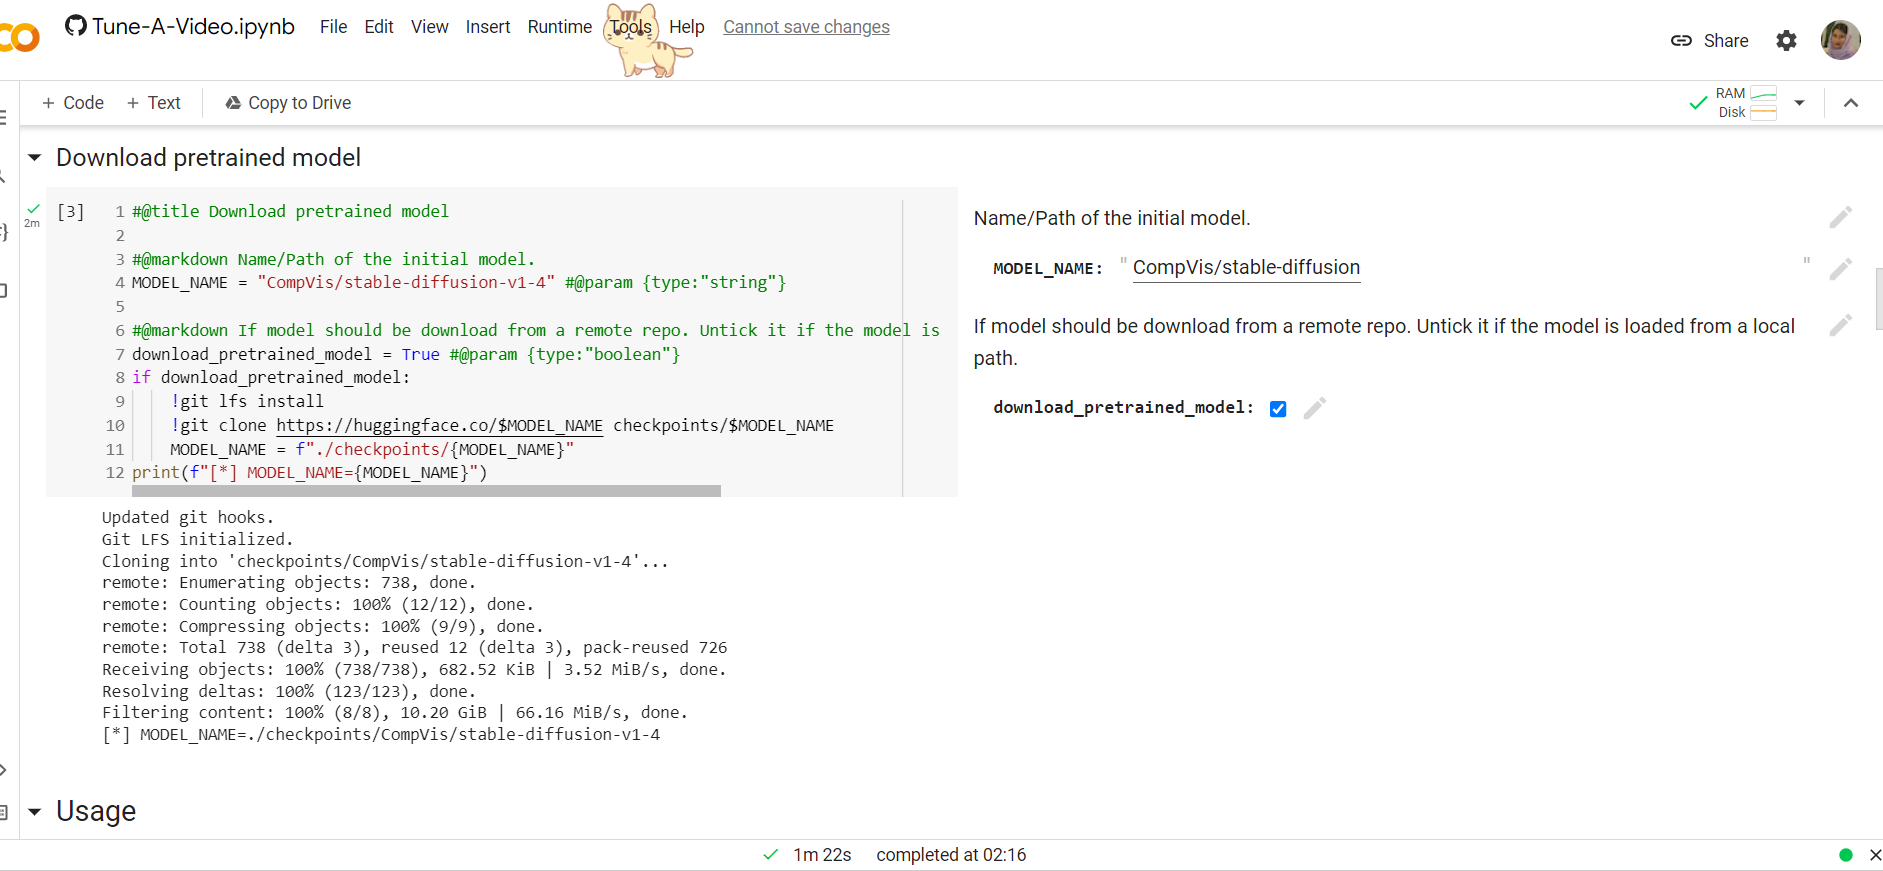 Tune-A-Video.ipynb File Edit View Insert Runtime Tools Help Cannot save changes
Share
+ Code + Text Copy to Drive
RAM
Disk
Download pretrained model
2m
[3]
1 #@title Download pretrained model
2
3 #@markdown Name/Path of the initial model.
4 MODEL_NAME = "CompVis/stable-diffusion-v1-4" #@param {type:"string"}
5
6 #@markdown If model should be download from a remote repo. Untick it if the model is
7 download_pretrained_model = True #@param {type:"boolean"}
8 if download_pretrained_model:
9 !git lfs install
10 !git clone https://huggingface.co/$MODEL_NAME checkpoints/$MODEL_NAME
11 MODEL_NAME = f"./checkpoints/{MODEL_NAME}"
12 print(f"[*] MODEL_NAME={MODEL_NAME}")
Name/Path of the initial model.
MODEL_NAME: " CompVis/stable-diffusion "
If model should be download from a remote repo. Untick it if the model is loaded from a local
path.
download_pretrained_model:
Updated git hooks.
Git LFS initialized.
Cloning into 'checkpoints/CompVis/stable-diffusion-v1-4'...
remote: Enumerating objects: 738, done.
remote: Counting objects: 100% (12/12), done.
remote: Compressing objects: 100% (9/9), done.
remote: Total 738 (delta 3), reused 12 (delta 3), pack-reused 726
Receiving objects: 100% (738/738), 682.52 KiB | 3.52 MiB/s, done.
Resolving deltas: 100% (123/123), done.
Filtering content: 100% (8/8), 10.20 GiB | 66.16 MiB/s, done.
[*] MODEL_NAME=./checkpoints/CompVis/stable-diffusion-v1-4
Usage
1m 22s completed at 02:16